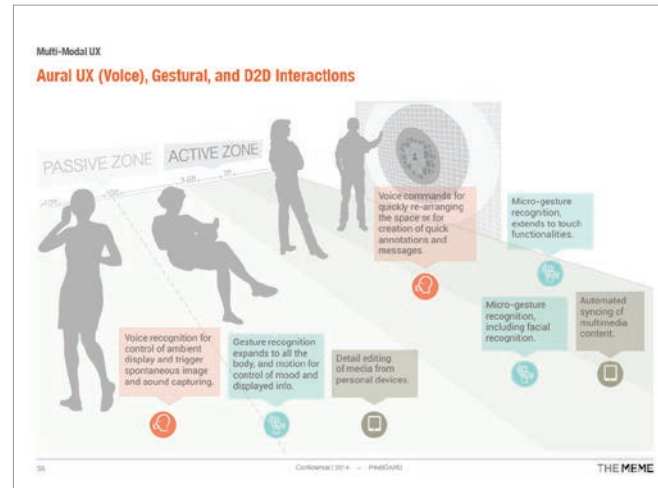 Multi-Modal UX
Aural UX (Voice), Gestural, and D2D Interactions
PASSIVE ZONE
ACTIVE ZONE
Voice commands for
quickly re-arranging
the space or for
creation of quick
annotations and
messages.
Micro-gesture
recognition,
extends to touch
functionalities.
Voice recognition for
control of ambient
display and trigger
spontaneous image
and sound capturing.
Gesture recognition
expands to all the
body, and motion for
control of mood and
displayed info.
Detail editing
of media from
personal devices.
Micro-gesture
recognition,
including facial
recognition.
Automated
syncing of
multimedia
content.
Confidential | 2014
THE MEME